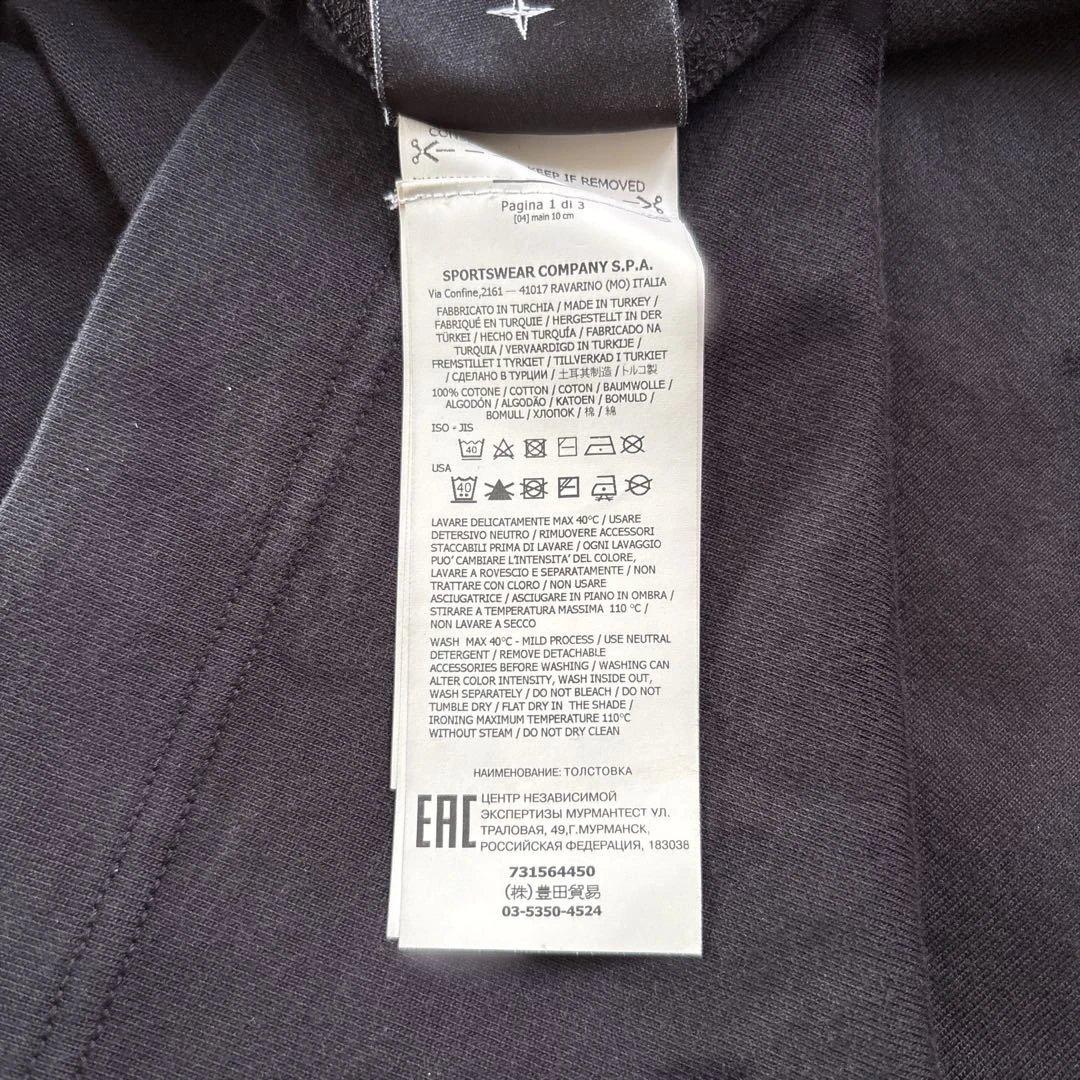 KEEP IF REMOVED
Pagina 1 di 3
[04] main 10 cm
SPORTSWEAR COMPANY S.P.A.
Via Confine,2161 — 41017 RAVARINO (MO) ITALIA
FABBRICATO IN TURCHIA / MADE IN TURKEY /
FABRIQUÉ EN TURQUIE / HERGESTELLT IN DER
TÜRKEI / HECHO EN TURQUÍA / FABRICADO NA
TURQUIA / VERVAARDIGD IN TURKIJE /
FREMSTILLET I TYRKIET / TILLVERKAD I TURKIET
/ СДЕЛАНО В ТУРЦИИ / 土耳其制造 / トルコ製
100% COTONE / COTTON / COTON / BAUMWOLLE /
ALGODÓN / ALGODÃO / KATOEN / BOMULD /
BOMULL / ХЛОПОК / 棉 / 綿
ISO - JIS
40
USA
40
LAVARE DELICATAMENTE MAX 40°C / USARE
DETERSIVO NEUTRO / RIMUOVERE ACCESSORI
STACCABILI PRIMA DI LAVARE / OGNI LAVAGGIO
PUO' CAMBIARE L'INTENSITA' DEL COLORE,
LAVARE A ROVESCIO E SEPARATAMENTE / NON
TRATTARE CON CLORO / NON USARE
ASCIUGATRICE / ASCIUGARE IN PIANO IN OMBRA /
STIRARE A TEMPERATURA MASSIMA 110 °C /
NON LAVARE A SECCO
WASH MAX 40°C - MILD PROCESS / USE NEUTRAL
DETERGENT / REMOVE DETACHABLE
ACCESSORIES BEFORE WASHING / WASHING CAN
ALTER COLOR INTENSITY, WASH INSIDE OUT,
WASH SEPARATELY / DO NOT BLEACH / DO NOT
TUMBLE DRY / FLAT DRY IN THE SHADE /
IRONING MAXIMUM TEMPERATURE 110°C
WITHOUT STEAM / DO NOT DRY CLEAN
НАИМЕНОВАНИЕ: ТОЛСТОВКА
EAC
ЦЕНТР НЕЗАВИСИМОЙ
ЭКСПЕРТИЗЫ МУРМАНТЕСТ УЛ.
ТРАЛОВАЯ, 49,Г.МУРМАНСК,
РОССИЙСКАЯ ФЕДЕРАЦИЯ, 183038
731564450
(株)豊田貿易
03-5350-4524